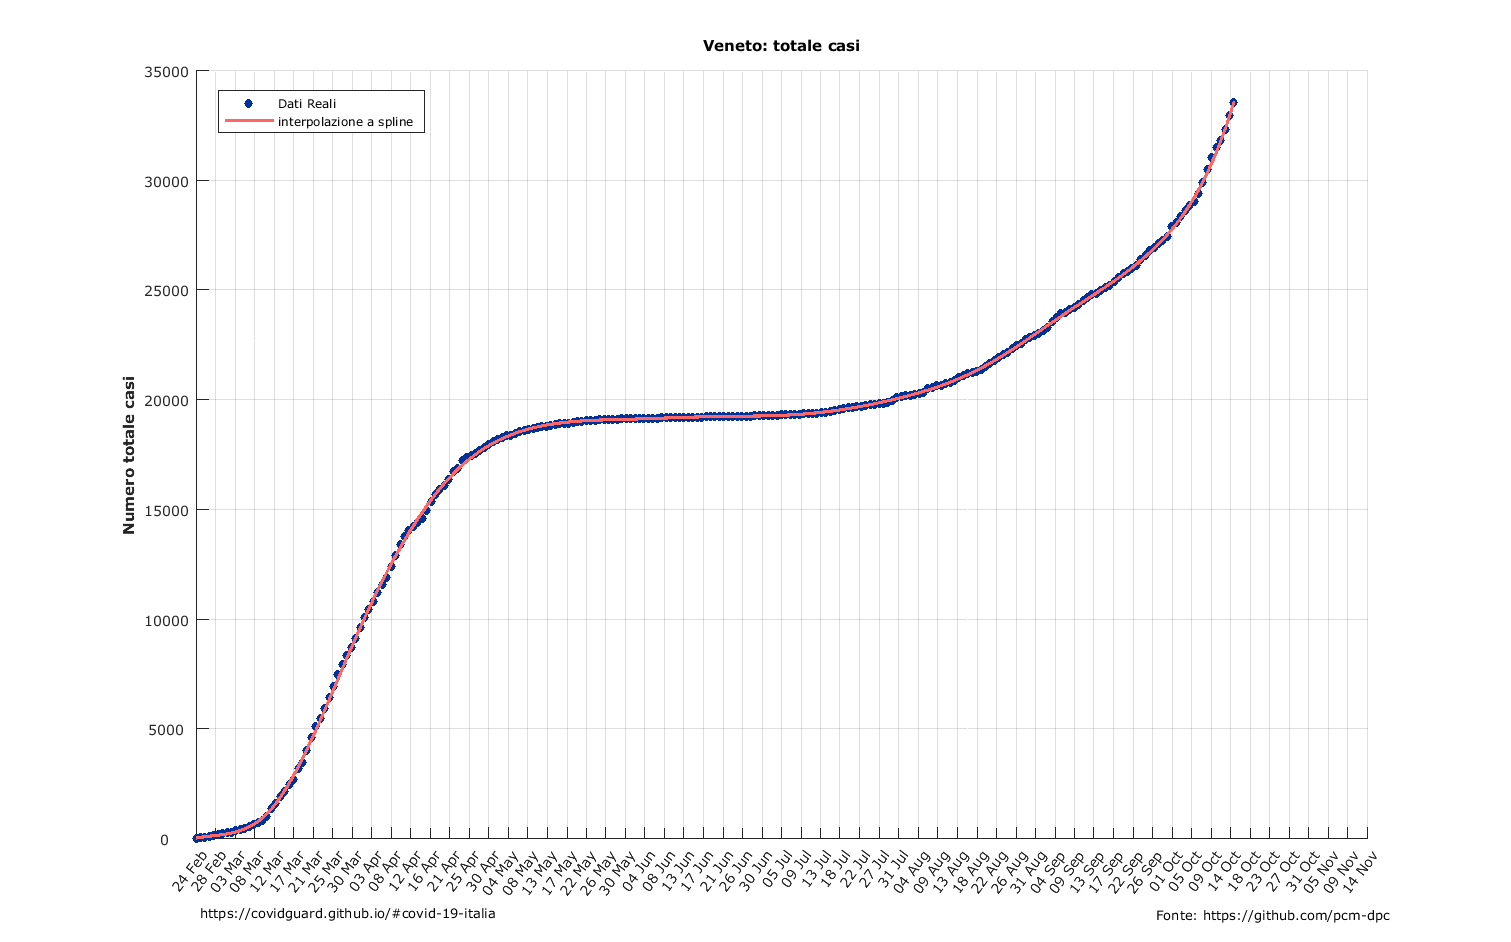 Veneto: totale casi
35000
30000
25000
20000
15000
10000
5000
0
Numero totale casi
Dati Reali
interpolazione a spline
24 Feb
28 Feb
03 Mar
08 Mar
12 Mar
17 Mar
21 Mar
25 Mar
30 Mar
03 Apr
08 Apr
12 Apr
16 Apr
21 Apr
25 Apr
30 Apr
04 May
08 May
13 May
17 May
22 May
26 May
30 May
04 Jun
08 Jun
13 Jun
17 Jun
21 Jun
26 Jun
30 Jun
05 Jul
09 Jul
13 Jul
18 Jul
22 Jul
27 Jul
31 Jul
04 Aug
09 Aug
13 Aug
18 Aug
22 Aug
26 Aug
31 Aug
04 Sep
09 Sep
13 Sep
17 Sep
22 Sep
26 Sep
01 Oct
05 Oct
09 Oct
14 Oct
18 Oct
23 Oct
27 Oct
31 Oct
05 Nov
09 Nov
14 Nov
https://covidguard.github.io/#covid-19-italia
Fonte: https://github.com/pcm-dpc